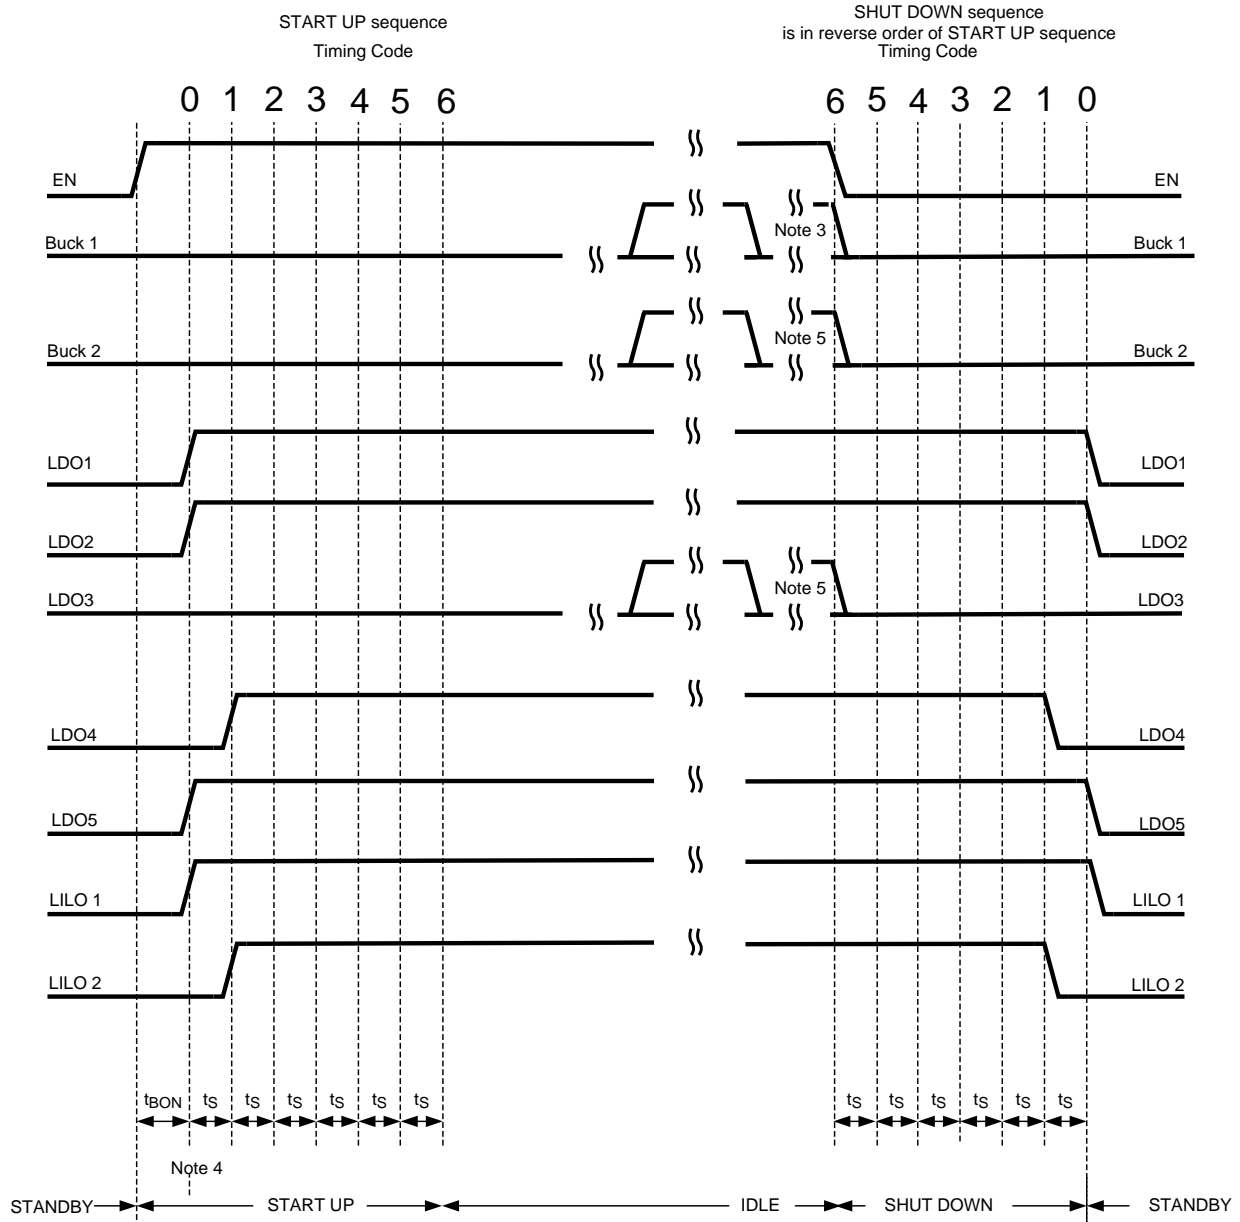 START UP sequence
Timing Code
SHUT DOWN sequence
is in reverse order of START UP sequence
Timing Code
0 1 2 3 4 5 6
6 5 4 3 2 1 0
EN
EN
Buck 1
Note 3
Buck 1
Buck 2
Note 5
Buck 2
LDO1
LDO1
LDO2
LDO2
LDO3
Note 5
LDO3
LDO4
LDO4
LDO5
LDO5
LILO 1
LILO 1
LILO 2
LILO 2
tBON tS tS tS tS tS tS
tS tS tS tS tS tS
Note 4
STANDBY START UP IDLE SHUT DOWN STANDBY